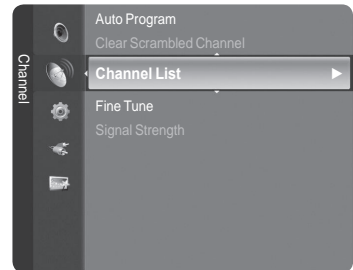 Channel
Auto Program
Clear Scrambled Channel
Channel List
Fine Tune
Signal Strength